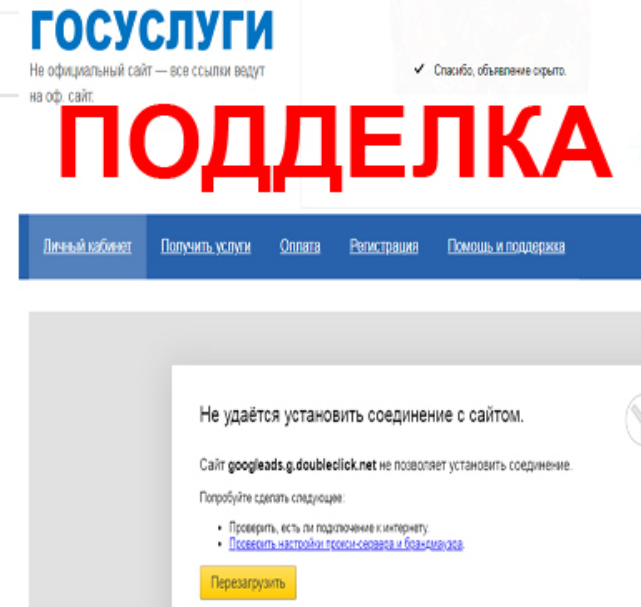 ГОСУСЛУГИ
Не официальный сайт — все ссылки ведут
на оф. сайт.
✓ Спасибо, объявление скрыто.
ПОДДЕЛКА
Личный кабинет Получить услуги Оплата Регистрация Помощь и поддержка
Не удаётся установить соединение с сайтом.
Сайт googleads.g.doubleclick.net не позволяет установить соединение.
Попробуйте сделать следующее:
• Проверить, есть ли подключение к интернету.
• Проверить настройки прокси-сервера и брандмауэра.
Перезагрузить